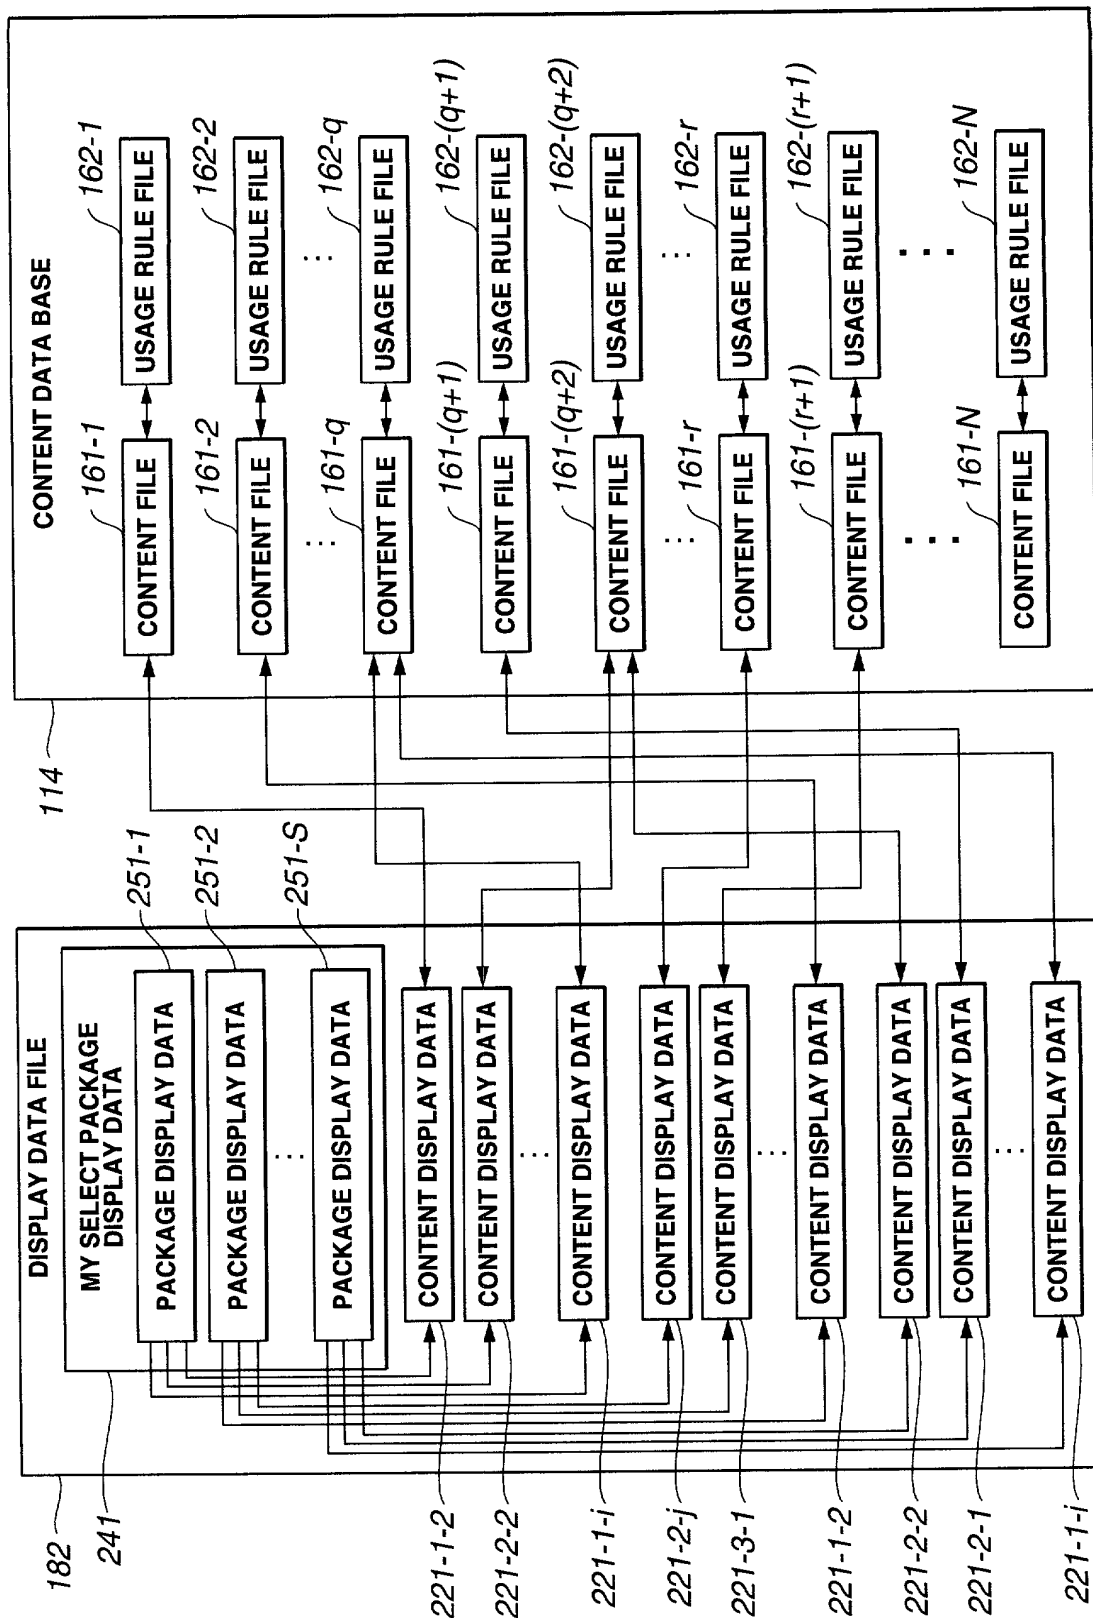 DISPLAY DATA FILE
MY SELECT PACKAGE
DISPLAY DATA
PACKAGE DISPLAY DATA
PACKAGE DISPLAY DATA
...
PACKAGE DISPLAY DATA
CONTENT DISPLAY DATA
CONTENT DISPLAY DATA
...
CONTENT DISPLAY DATA
CONTENT DISPLAY DATA
CONTENT DISPLAY DATA
...
CONTENT DISPLAY DATA
CONTENT DISPLAY DATA
CONTENT DISPLAY DATA
...
CONTENT DISPLAY DATA
182
241
221-1-2
221-2-2
221-1-i
221-2-j
221-3-1
221-1-2
221-2-2
221-2-1
221-1-i
251-1
251-2
251-S
114
CONTENT DATA BASE
161-1
CONTENT FILE
162-1
USAGE RULE FILE
161-2
CONTENT FILE
162-2
USAGE RULE FILE
... ...
161-q
CONTENT FILE
162-q
USAGE RULE FILE
161-(q+1)
CONTENT FILE
162-(q+1)
USAGE RULE FILE
161-(q+2)
CONTENT FILE
162-(q+2)
USAGE RULE FILE
... ...
161-r
CONTENT FILE
162-r
USAGE RULE FILE
161-(r+1)
CONTENT FILE
162-(r+1)
USAGE RULE FILE
... ...
161-N
CONTENT FILE
162-N
USAGE RULE FILE